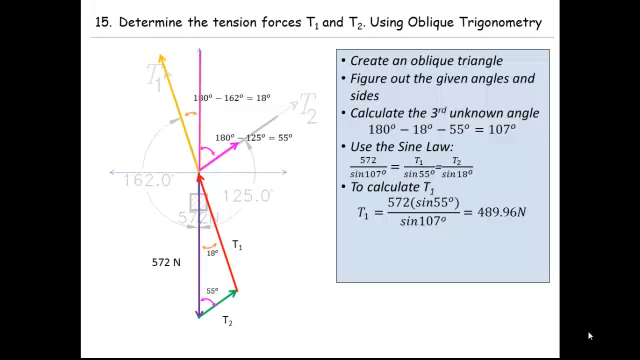 15. Determine the tension forces T1 and T2. Using Oblique Trigonometry
T1
180° − 162° = 18°
T2
180° − 125° = 55°
162.0°
125.0°
572N
T1
572 N
18°
55°
T2
• Create an oblique triangle
• Figure out the given angles and
sides
• Calculate the 3rd unknown angle
180° − 18° − 55° = 107°
• Use the Sine Law:
572/sin107° = T1/sin55° = T2/sin18°
• To calculate T1
T1 = 572(sin55°)/sin107° = 489.96N